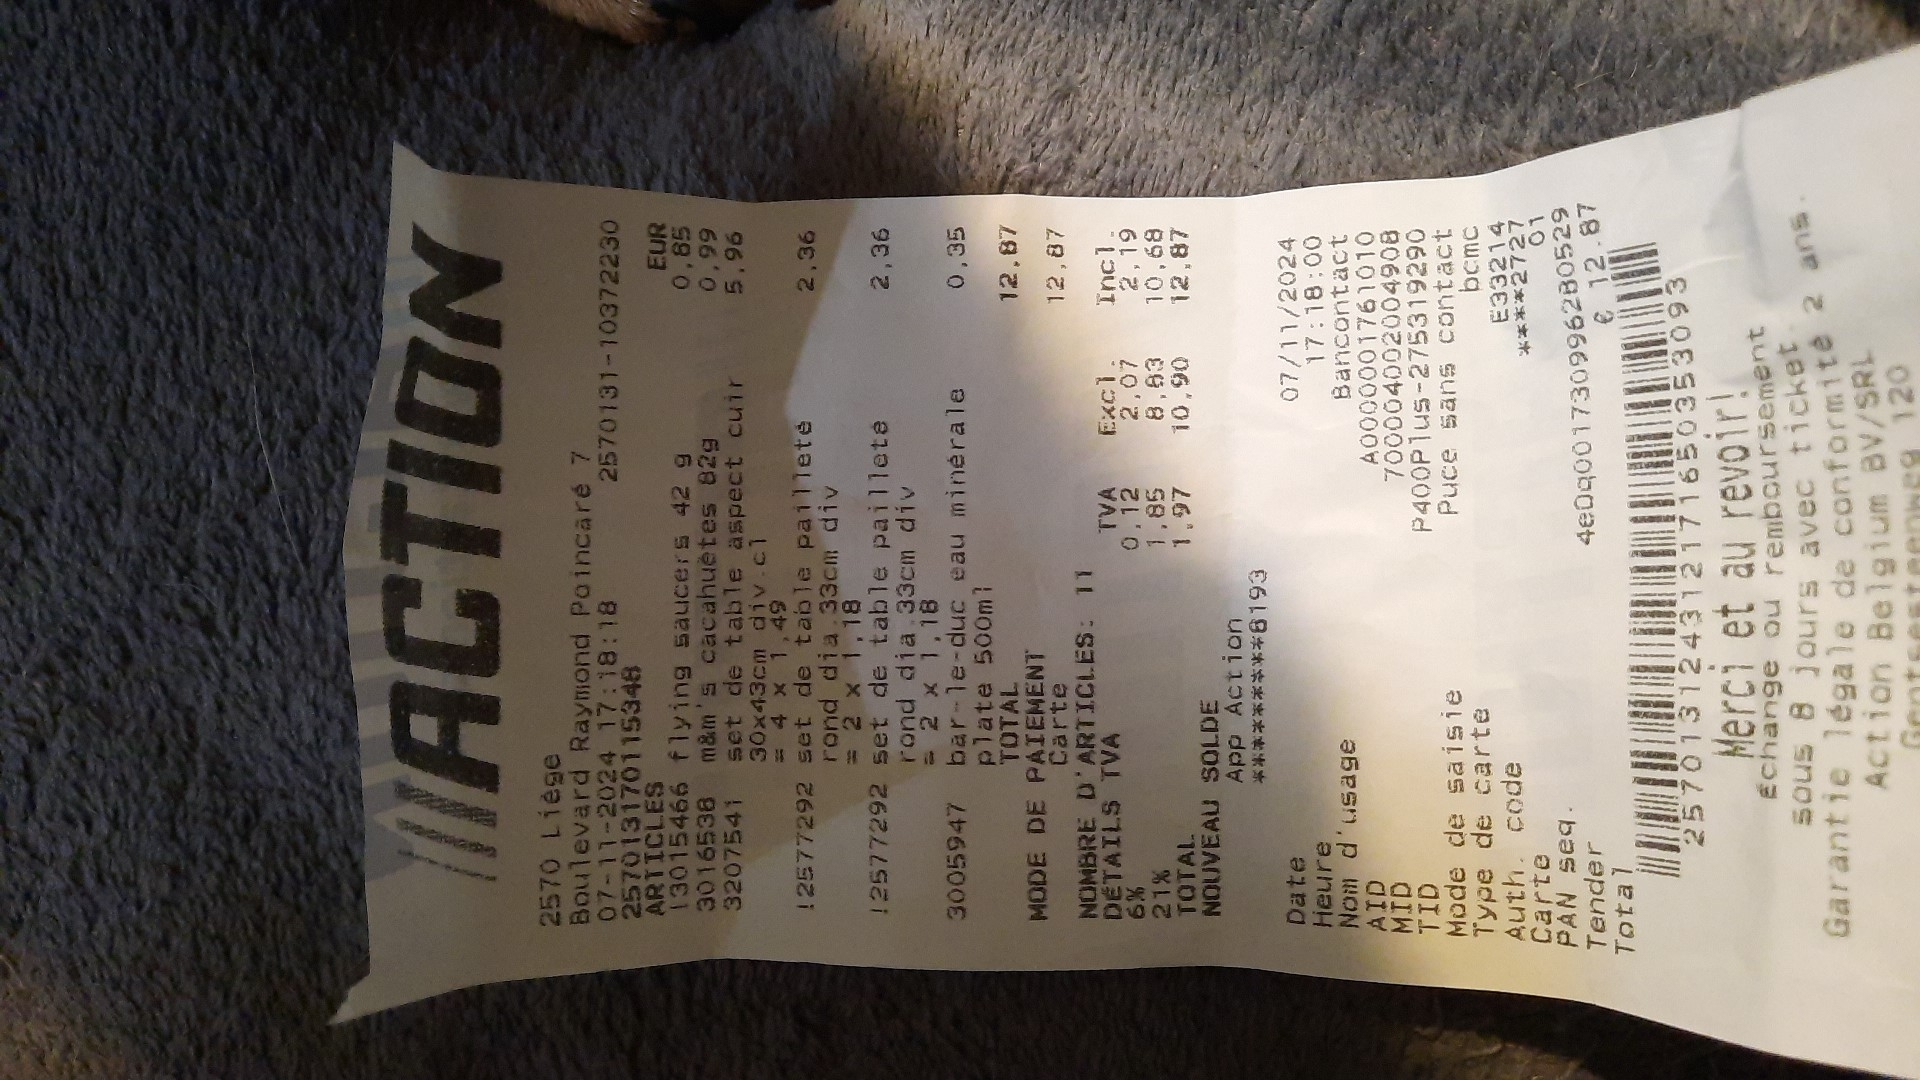 ACTION
2570 Liège
Boulevard Raymond Poincaré 7
07-11-2024 17:18:18 2570131-10372230
2570131701115348
ARTICLES EUR
13015466 flying saucers 42 g 0,85
3016538 m&m's cacahuètes 82g 0,99
3207541 set de table aspect cuir 5,96
30x43cm div.cl
= 4 x 1,49
12577292 set de table pailleté 2,36
rond dia.33cm div
= 2 x 1,18
12577292 set de table pailleté 2,36
rond dia.33cm div
= 2 x 1,18
3005947 bar-le-duc eau minérale 0,35
plate 500ml
TOTAL 12,87
MODE DE PAIEMENT
Carte 12,87
NOMBRE D'ARTICLES: 11
DÉTAILS TVA TVA Excl. Incl.
6% 0,12 2,07 2,19
21% 1,85 8,83 10,68
TOTAL 1,97 10,90 12,87
NOUVEAU SOLDE
App Action
***********8193
Date 07/11/2024
Heure 17:18:00
Nom d'usage Bancontact
AID A0000001761010
MID 7000040020004908
TID P400Plus-275319290
Mode de saisie Puce sans contact
Type de carte bcmc
Auth. code E33214
Carte ****2727
PAN seq. 01
Tender 4e0q001730996280529
Total € 12.87
25701313124312171650353093
Merci et au revoir!
Échange ou remboursement
sous 8 jours avec ticket.
Garantie légale de conformité 2 ans.
Action Belgium BV/SRL
120